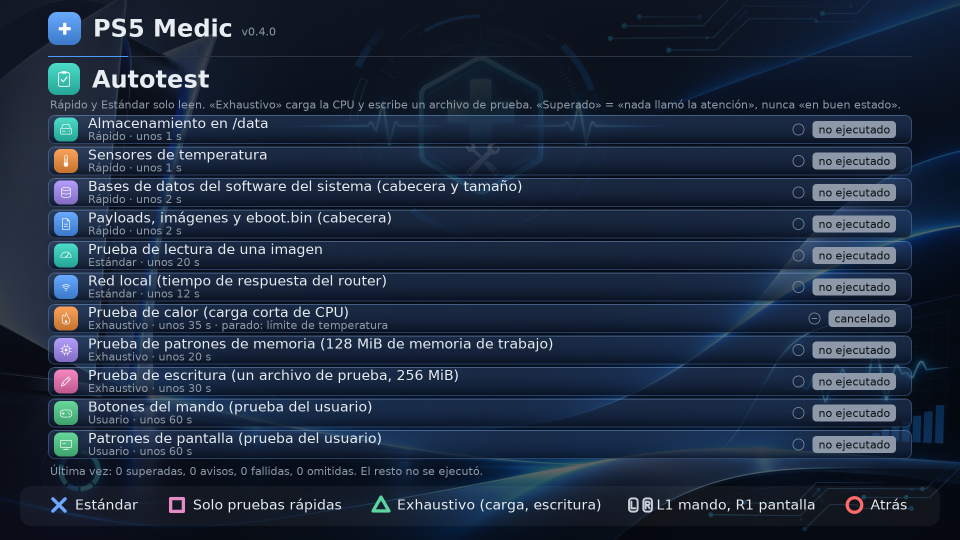 PS5 Medic v0.4.0
Autotest
Rápido y Estándar solo leen. «Exhaustivo» carga la CPU y escribe un archivo de prueba. «Superado» = «nada llamó la atención», nunca «en buen estado».
Almacenamiento en /data
Rápido · unos 1 s
no ejecutado
Sensores de temperatura
Rápido · unos 1 s
no ejecutado
Bases de datos del software del sistema (cabecera y tamaño)
Rápido · unos 2 s
no ejecutado
Payloads, imágenes y eboot.bin (cabecera)
Rápido · unos 2 s
no ejecutado
Prueba de lectura de una imagen
Estándar · unos 20 s
no ejecutado
Red local (tiempo de respuesta del router)
Estándar · unos 12 s
no ejecutado
Prueba de calor (carga corta de CPU)
Exhaustivo · unos 35 s · parado: límite de temperatura
cancelado
Prueba de patrones de memoria (128 MiB de memoria de trabajo)
Exhaustivo · unos 20 s
no ejecutado
Prueba de escritura (un archivo de prueba, 256 MiB)
Exhaustivo · unos 30 s
no ejecutado
Botones del mando (prueba del usuario)
Usuario · unos 60 s
no ejecutado
Patrones de pantalla (prueba del usuario)
Usuario · unos 60 s
no ejecutado
Última vez: 0 superadas, 0 avisos, 0 fallidas, 0 omitidas. El resto no se ejecutó.
Estándar
Solo pruebas rápidas
Exhaustivo (carga, escritura)
L R L1 mando, R1 pantalla
Atrás